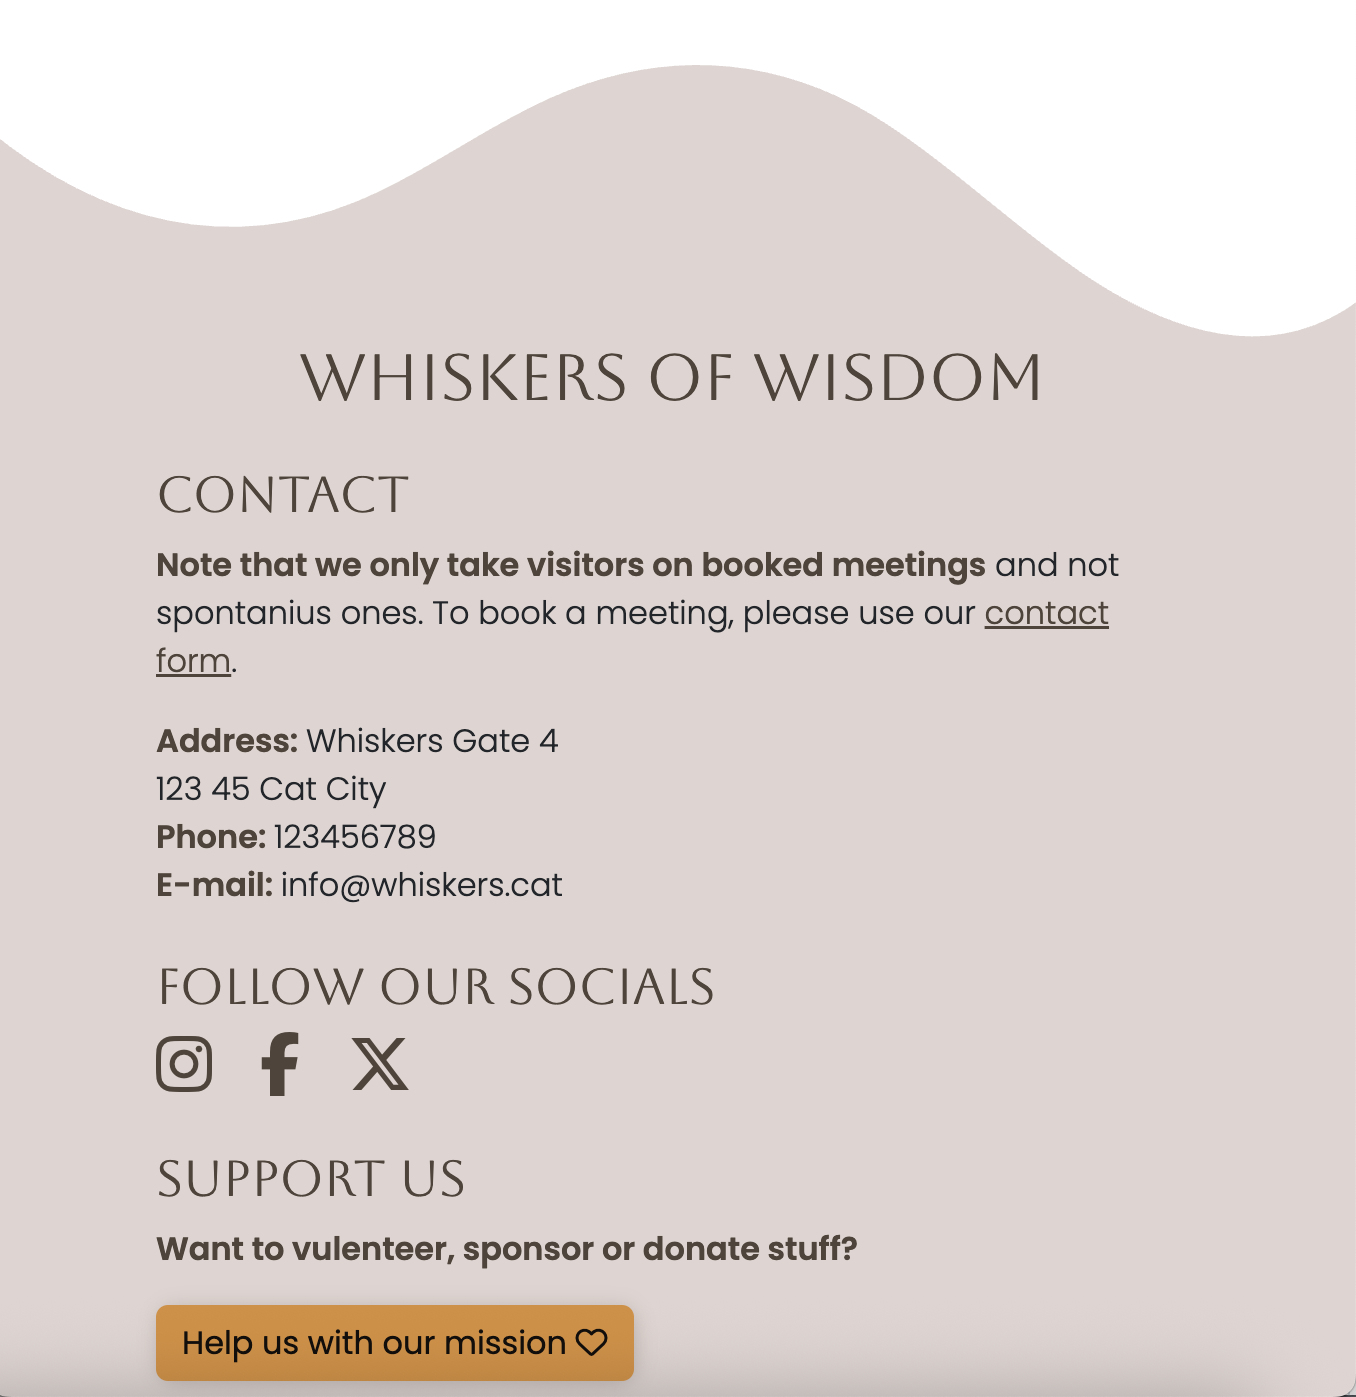 WHISKERS OF WISDOM
CONTACT
Note that we only take visitors on booked meetings and not
spontanius ones. To book a meeting, please use our contact
form.
Address: Whiskers Gate 4
123 45 Cat City
Phone: 123456789
E-mail: info@whiskers.cat
FOLLOW OUR SOCIALS
SUPPORT US
Want to vulenteer, sponsor or donate stuff?
Help us with our mission